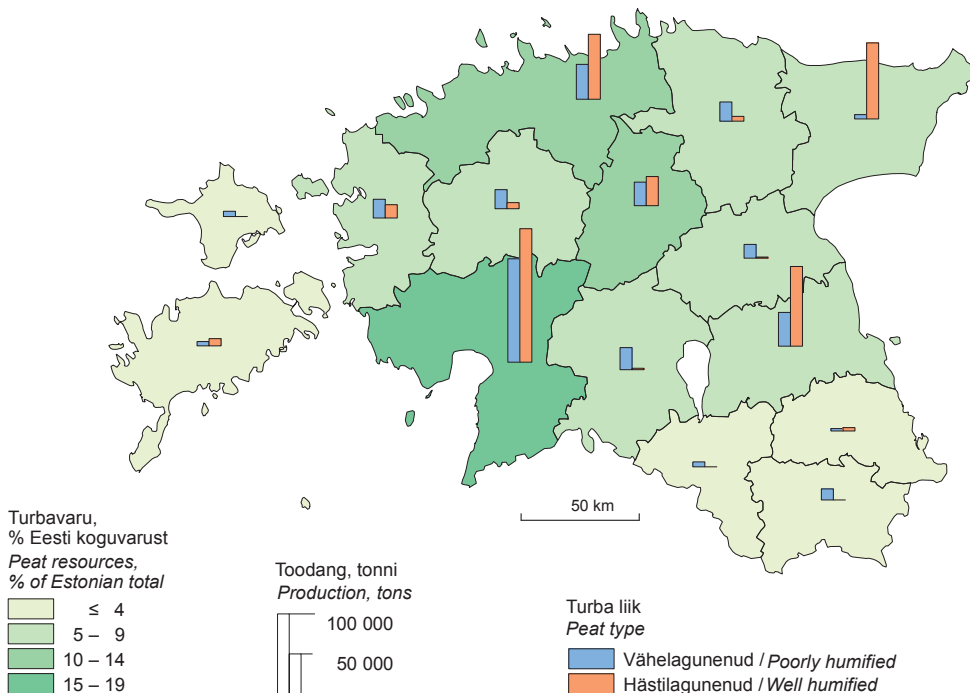 50 km
Turbavaru,
% Eesti koguvarust
Peat resources,
% of Estonian total
≤ 4
5 – 9
10 – 14
15 – 19
Toodang, tonni
Production, tons
100 000
50 000
Turba liik
Peat type
Vähelagunenud / Poorly humified
Hästilagunenud / Well humified